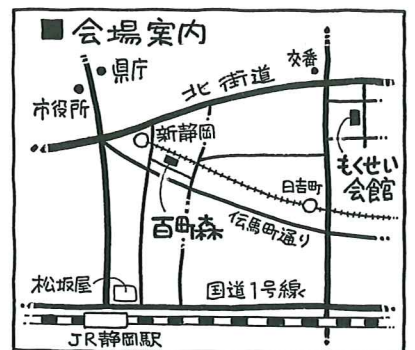 ■会場案内
県庁
市役所
北街道
交番
新静岡
もくせい
会館
日吉町
百町森
伝馬町通り
松坂屋
国道1号線
JR静岡駅